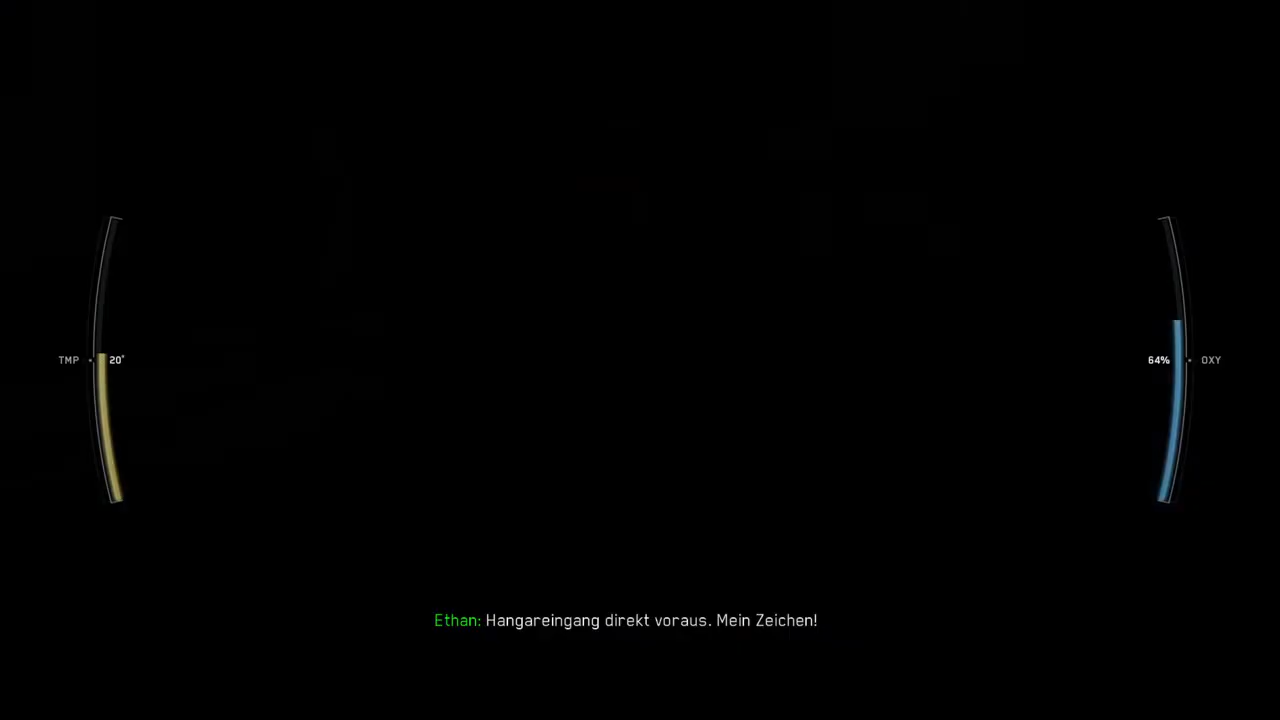 TMP 20° 64% OXY
Ethan: Hangareingang direkt voraus. Mein Zeichen!